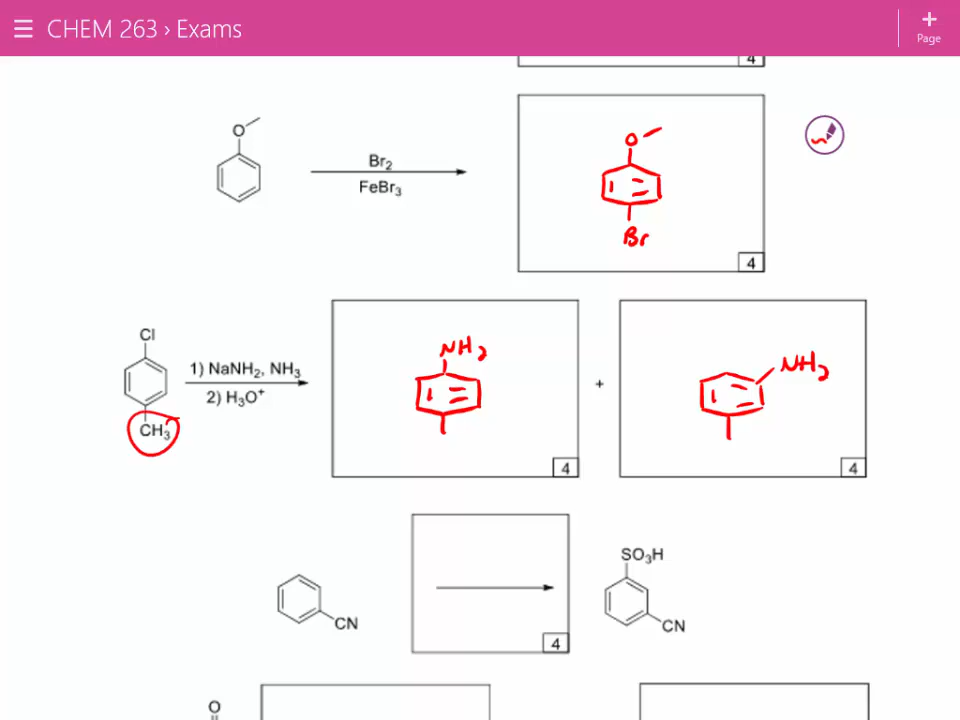 CHEM 263 › Exams
+
Page
4
O
Br2
FeBr3
O
Br
4
Cl
1) NaNH2, NH3
2) H3O+
CH3
NH2
4
+
NH2
4
CN
4
SO3H
CN
O